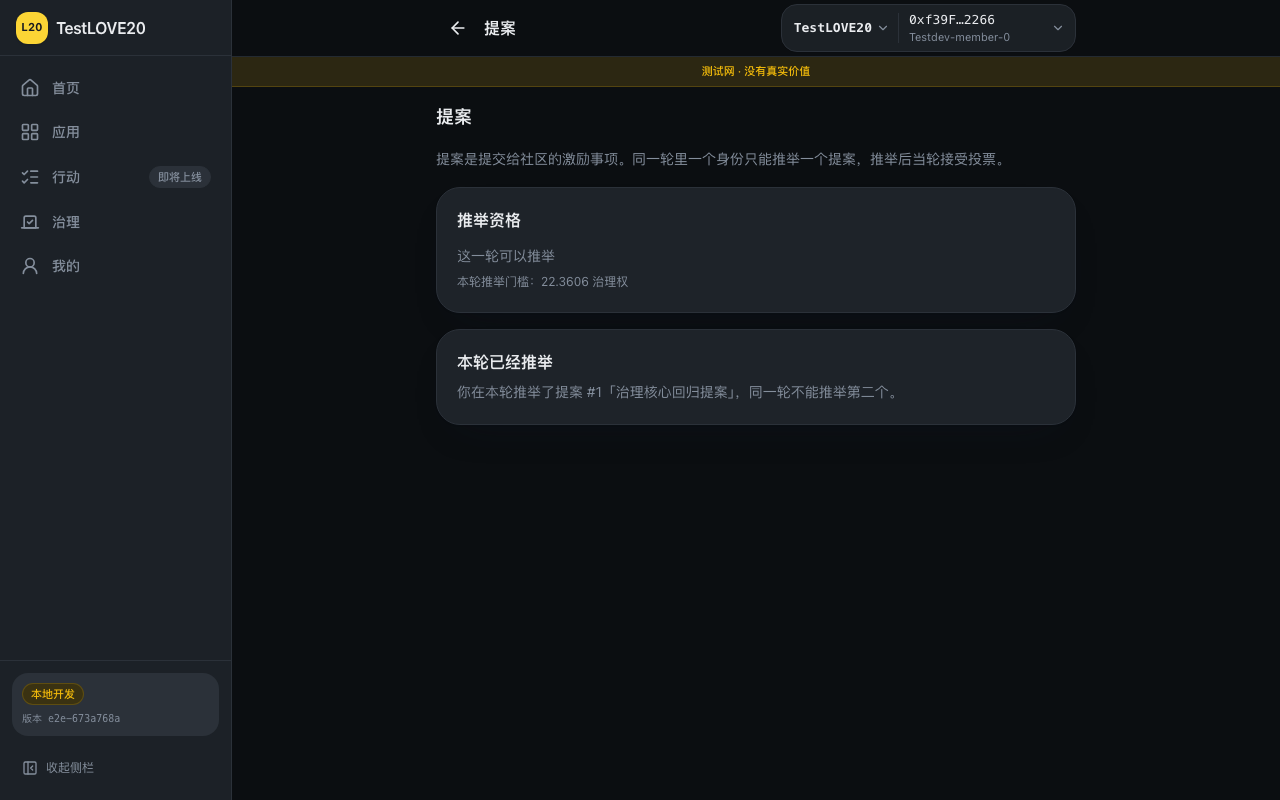 L20 TestLOVE20
首页
应用
行动 即将上线
治理
我的
本地开发
版本 e2e-673a768a
收起侧栏
提案
TestLOVE20
0xf39F…2266
Testdev-member-0
测试网 · 没有真实价值
提案
提案是提交给社区的激励事项。同一轮里一个身份只能推举一个提案，推举后当轮接受投票。
推举资格
这一轮可以推举
本轮推举门槛：22.3606 治理权
本轮已经推举
你在本轮推举了提案 #1「治理核心回归提案」，同一轮不能推举第二个。